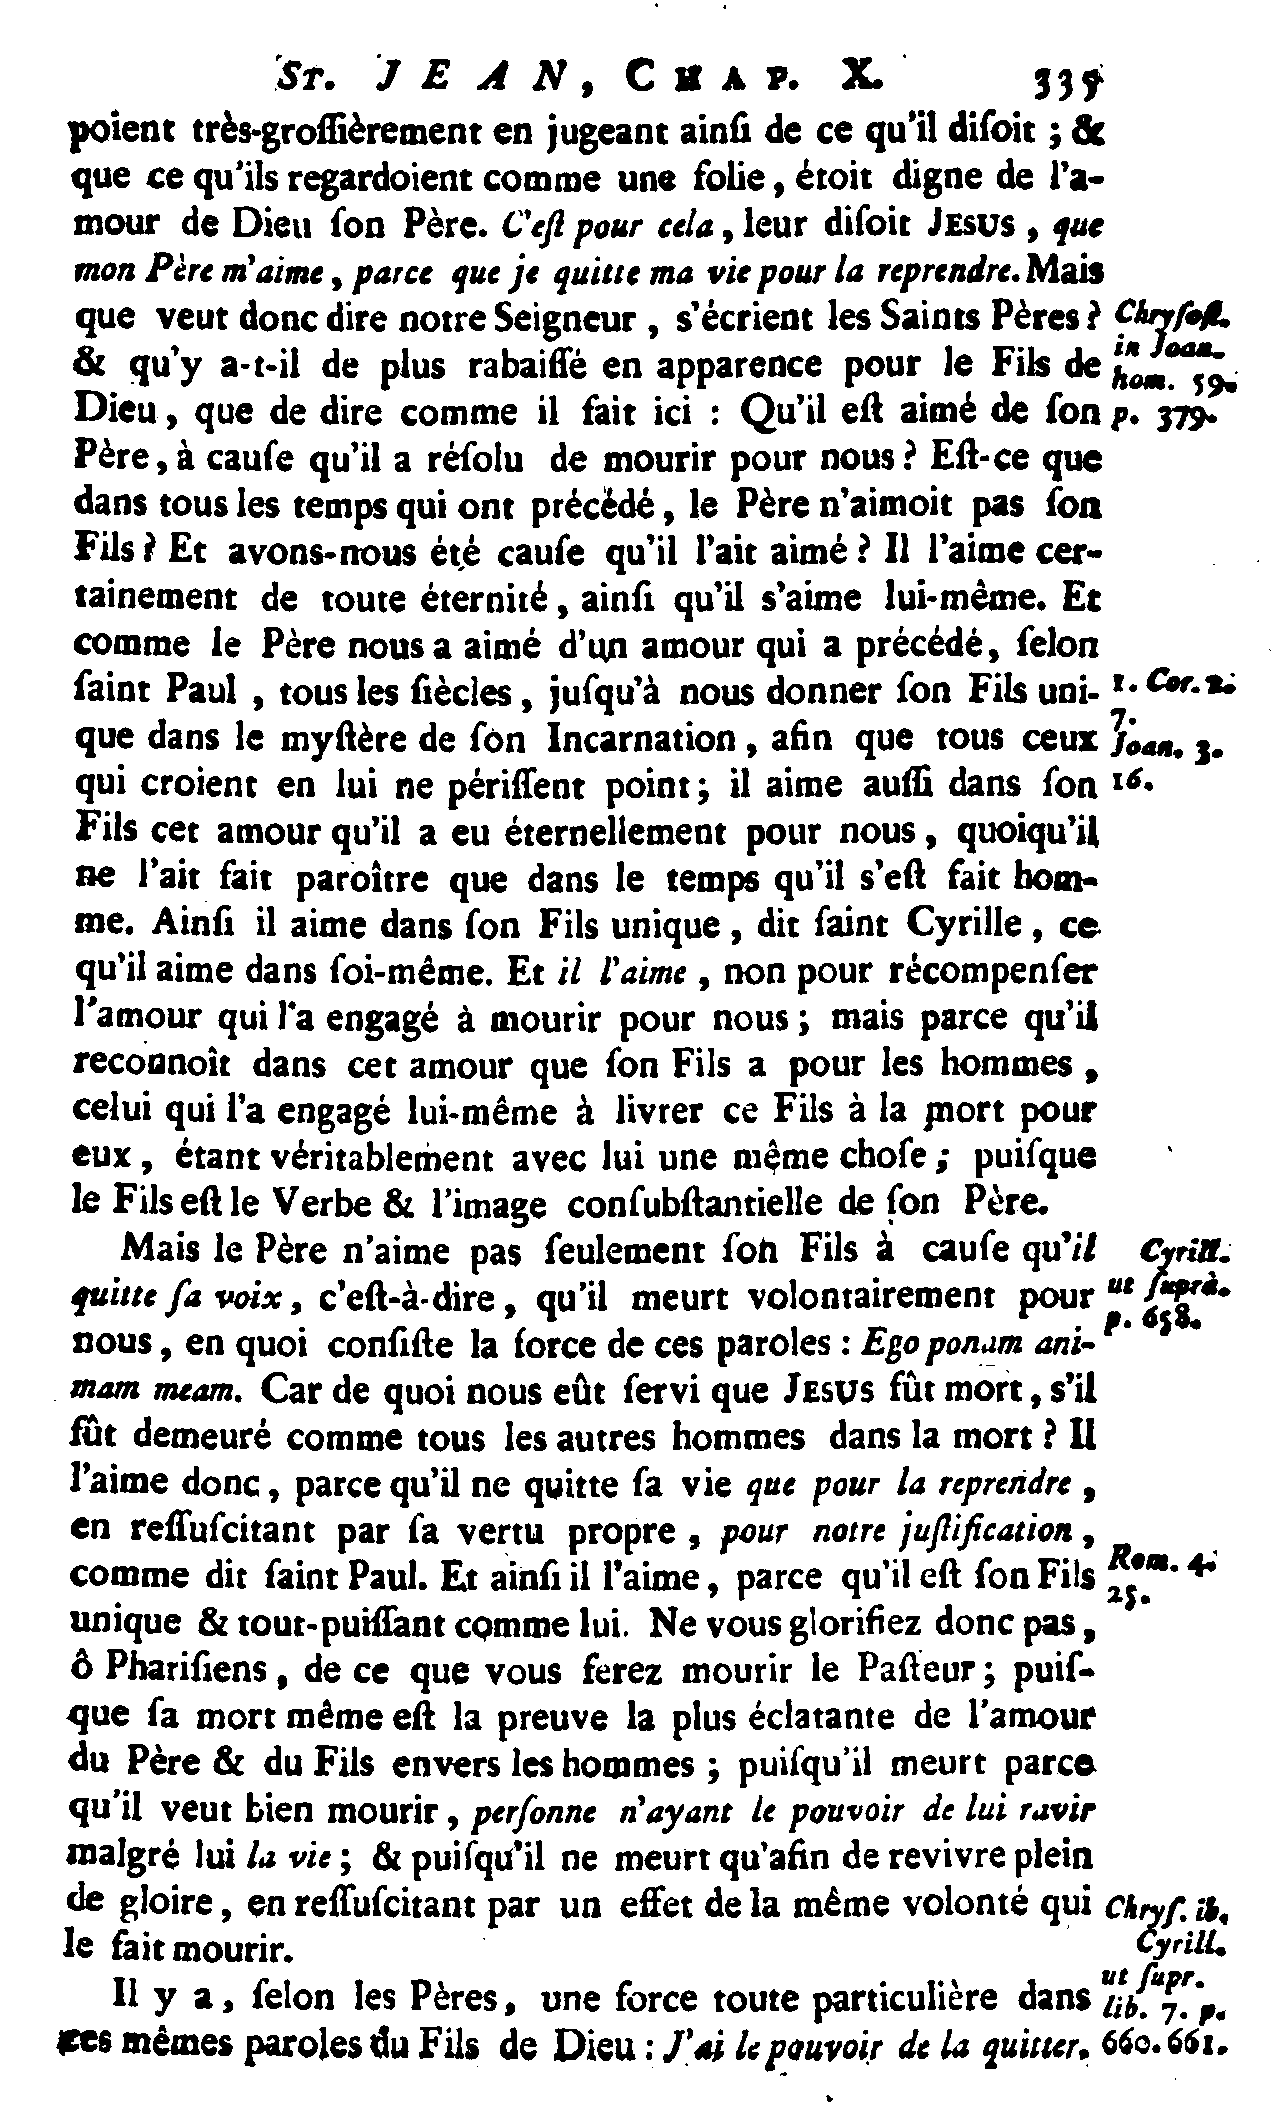 St. JEAN, CHAP. X. 335
poient très-groſſièrement en jugeant ainſi de ce qu'il diſoit ; &
que ce qu'ils regardoient comme une folie, étoit digne de l'a-
mour de Dieu ſon Père. C'eſt pour cela, leur diſoit JESUS, que
mon Père m'aime, parce que je quitte ma vie pour la reprendre. Mais
que veut donc dire notre Seigneur, s'écrient les Saints Pères ? Chryſoſt.
& qu'y a-t-il de plus rabaiſſé en apparence pour le Fils de in Joan.
hom. 59.
Dieu, que de dire comme il fait ici : Qu'il eſt aimé de ſon p. 379.
Père, à cauſe qu'il a réſolu de mourir pour nous ? Eſt-ce que
dans tous les temps qui ont précédé, le Père n'aimoit pas ſon
Fils ? Et avons-nous été cauſe qu'il l'ait aimé ? Il l'aime cer-
tainement de toute éternité, ainſi qu'il s'aime lui-même. Et
comme le Père nous a aimé d'un amour qui a précédé, ſelon
ſaint Paul, tous les ſiècles, juſqu'à nous donner ſon Fils uni- 1. Cor. 2.
7.
que dans le myſtère de ſon Incarnation, afin que tous ceux Joan. 3.
qui croient en lui ne périſſent point; il aime auſſi dans ſon 16.
Fils cet amour qu'il a eu éternellement pour nous, quoiqu'il
ne l'ait fait paroître que dans le temps qu'il s'eſt fait hom-
me. Ainſi il aime dans ſon Fils unique, dit ſaint Cyrille, ce
qu'il aime dans ſoi-même. Et il l'aime, non pour récompenſer
l'amour qui l'a engagé à mourir pour nous; mais parce qu'il
reconnoît dans cet amour que ſon Fils a pour les hommes,
celui qui l'a engagé lui-même à livrer ce Fils à la mort pour
eux, étant véritablement avec lui une même choſe; puiſque
le Fils eſt le Verbe & l'image conſubſtantielle de ſon Père.
Mais le Père n'aime pas ſeulement ſon Fils à cauſe qu'il Cyrill.
quitte ſa voix, c'eſt-à-dire, qu'il meurt volontairement pour ut ſuprà.
p. 658.
nous, en quoi conſiſte la force de ces paroles : Ego ponam ani-
mam meam. Car de quoi nous eût ſervi que JESUS fût mort, s'il
fût demeuré comme tous les autres hommes dans la mort ? Il
l'aime donc, parce qu'il ne quitte ſa vie que pour la reprendre,
en reſſuſcitant par ſa vertu propre, pour notre juſtification,
comme dit ſaint Paul. Et ainſi il l'aime, parce qu'il eſt ſon Fils Rom. 4.
25.
unique & tout-puiſſant comme lui. Ne vous glorifiez donc pas,
ô Phariſiens, de ce que vous ferez mourir le Paſteur; puiſ-
que ſa mort même eſt la preuve la plus éclatante de l'amour
du Père & du Fils envers les hommes ; puiſqu'il meurt parce
qu'il veut bien mourir, perſonne n'ayant le pouvoir de lui ravir
malgré lui la vie ; & puiſqu'il ne meurt qu'afin de revivre plein
de gloire, en reſſuſcitant par un effet de la même volonté qui Chryſ. ib.
le fait mourir. Cyrill.
ut ſupr.
Il y a, ſelon les Pères, une force toute particulière dans lib. 7. p.
ces mêmes paroles du Fils de Dieu : J'ai le pouvoir de la quitter. 660. 661.